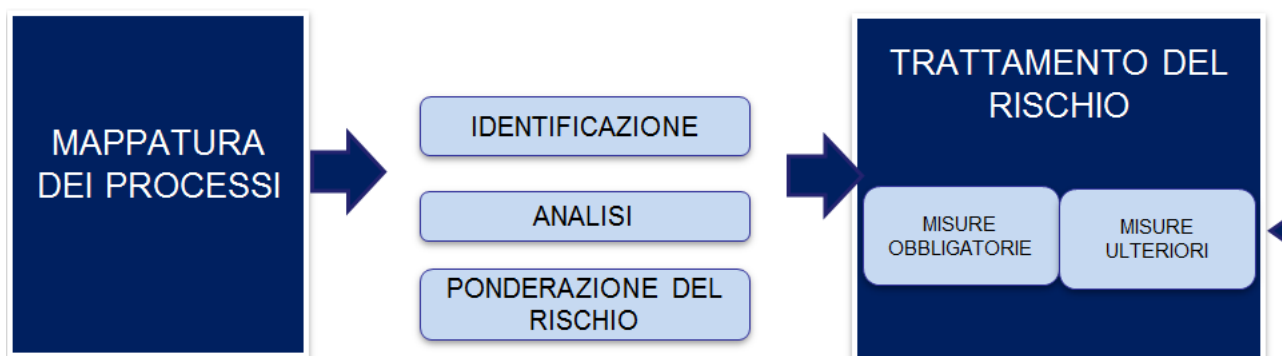 MAPPATURA
DEI PROCESSI
IDENTIFICAZIONE
ANALISI
PONDERAZIONE DEL
RISCHIO
TRATTAMENTO DEL
RISCHIO
MISURE
OBBLIGATORIE
MISURE
ULTERIORI